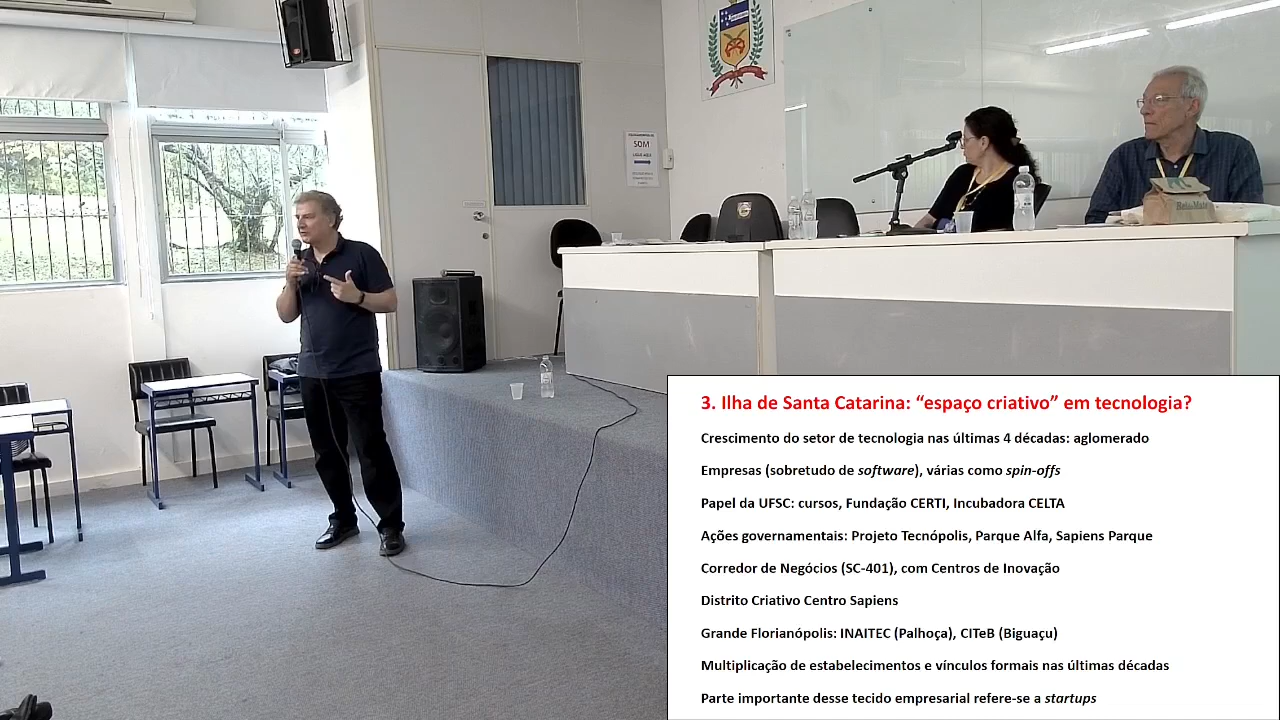 SOM
3. Ilha de Santa Catarina: “espaço criativo” em tecnologia?
Crescimento do setor de tecnologia nas últimas 4 décadas: aglomerado
Empresas (sobretudo de software), várias como spin-offs
Papel da UFSC: cursos, Fundação CERTI, Incubadora CELTA
Ações governamentais: Projeto Tecnópolis, Parque Alfa, Sapiens Parque
Corredor de Negócios (SC-401), com Centros de Inovação
Distrito Criativo Centro Sapiens
Grande Florianópolis: INAITEC (Palhoça), CITeB (Biguaçu)
Multiplicação de estabelecimentos e vínculos formais nas últimas décadas
Parte importante desse tecido empresarial refere-se a startups